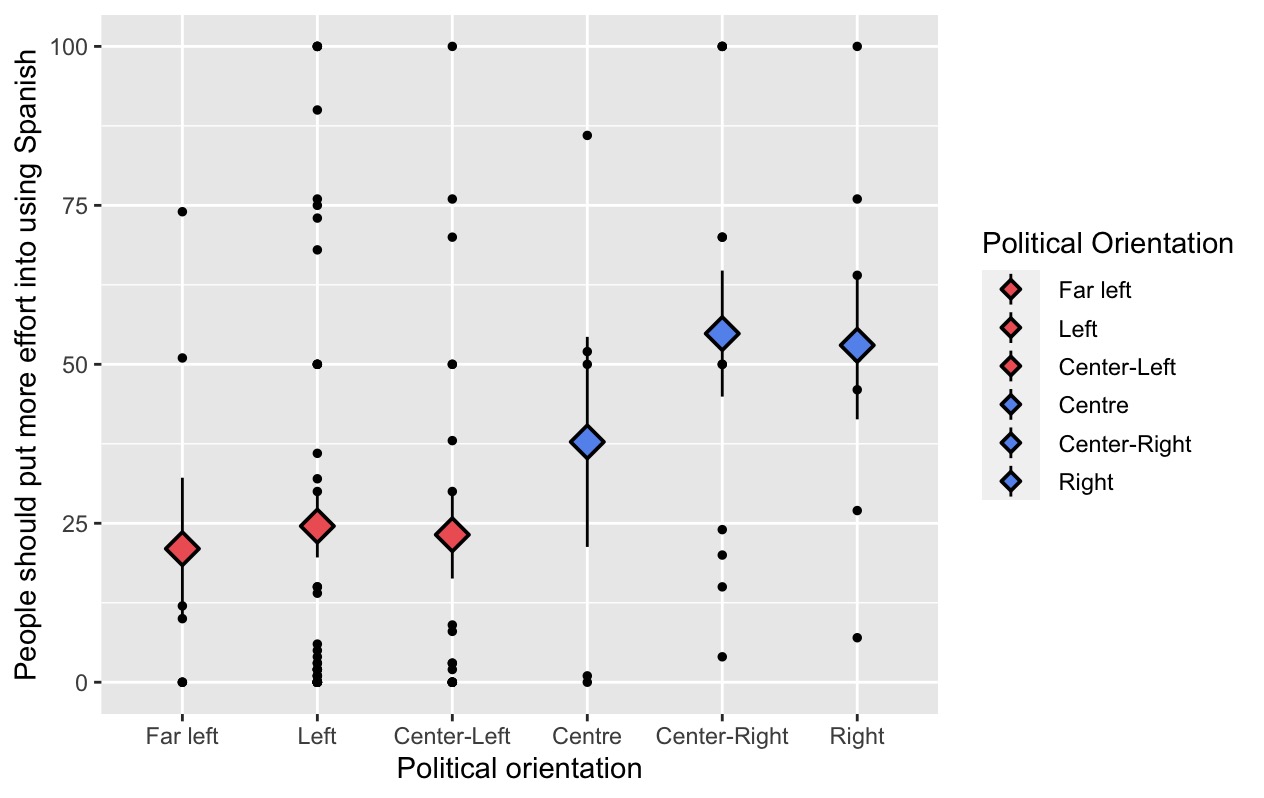 People should put more effort into using Spanish
100
75
50
25
0
Far left
Left
Center-Left
Centre
Center-Right
Right
Political orientation
Political Orientation
Far left
Left
Center-Left
Centre
Center-Right
Right